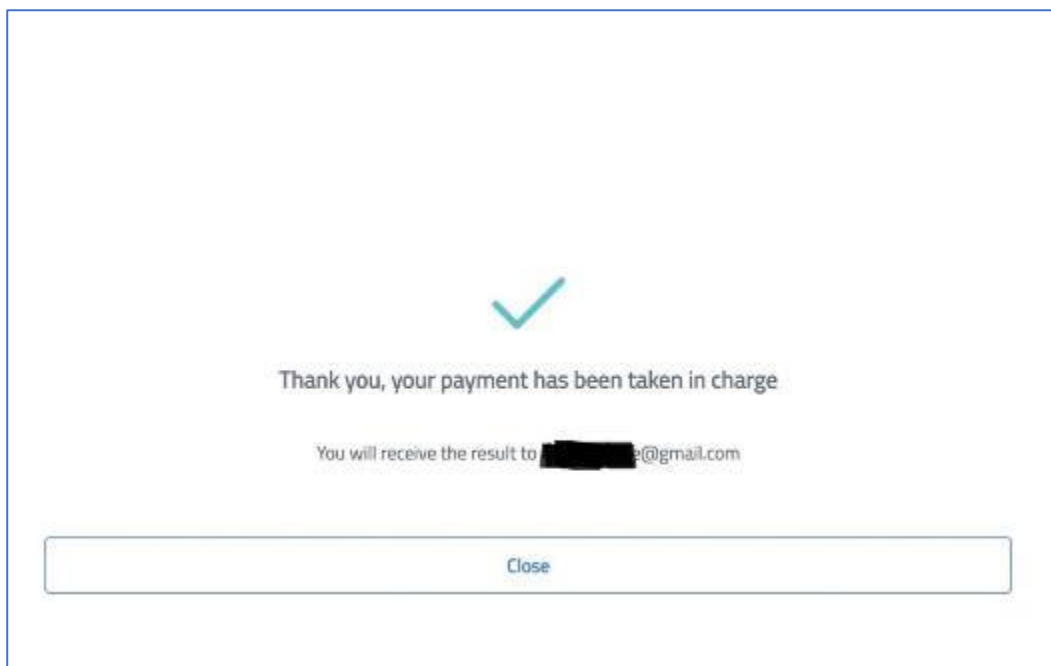 Thank you, your payment has been taken in charge
You will receive the result to e@gmail.com
Close